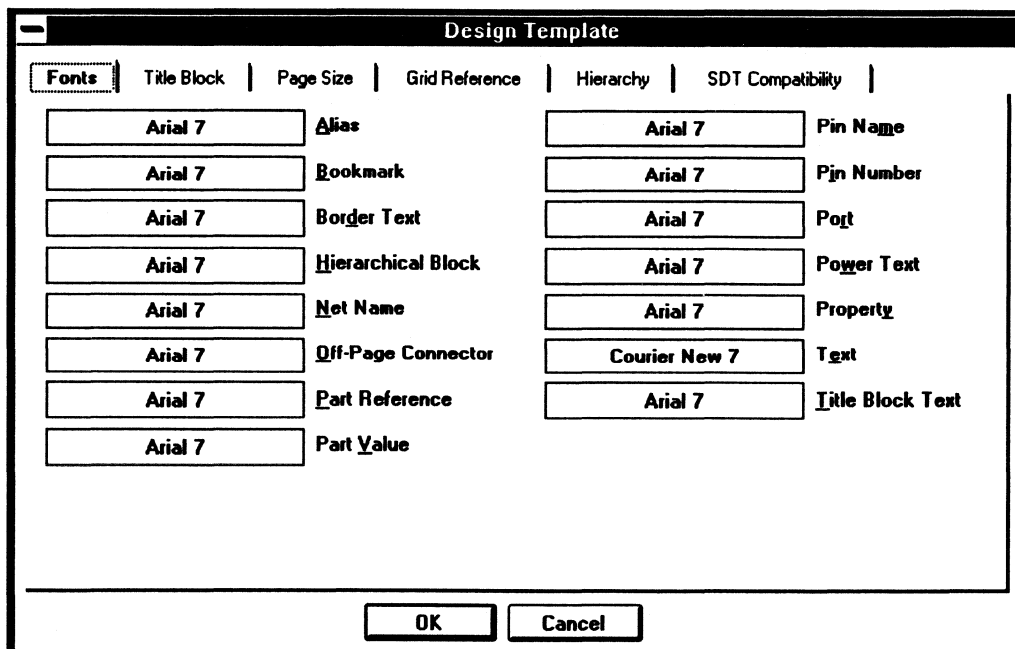 Design Template
Fonts Title Block Page Size Grid Reference Hierarchy SDT Compatibility
Arial 7 Alias
Arial 7 Bookmark
Arial 7 Border Text
Arial 7 Hierarchical Block
Arial 7 Net Name
Arial 7 Off-Page Connector
Arial 7 Part Reference
Arial 7 Part Value
Arial 7 Pin Name
Arial 7 Pin Number
Arial 7 Port
Arial 7 Power Text
Arial 7 Property
Courier New 7 Text
Arial 7 Title Block Text
OK Cancel